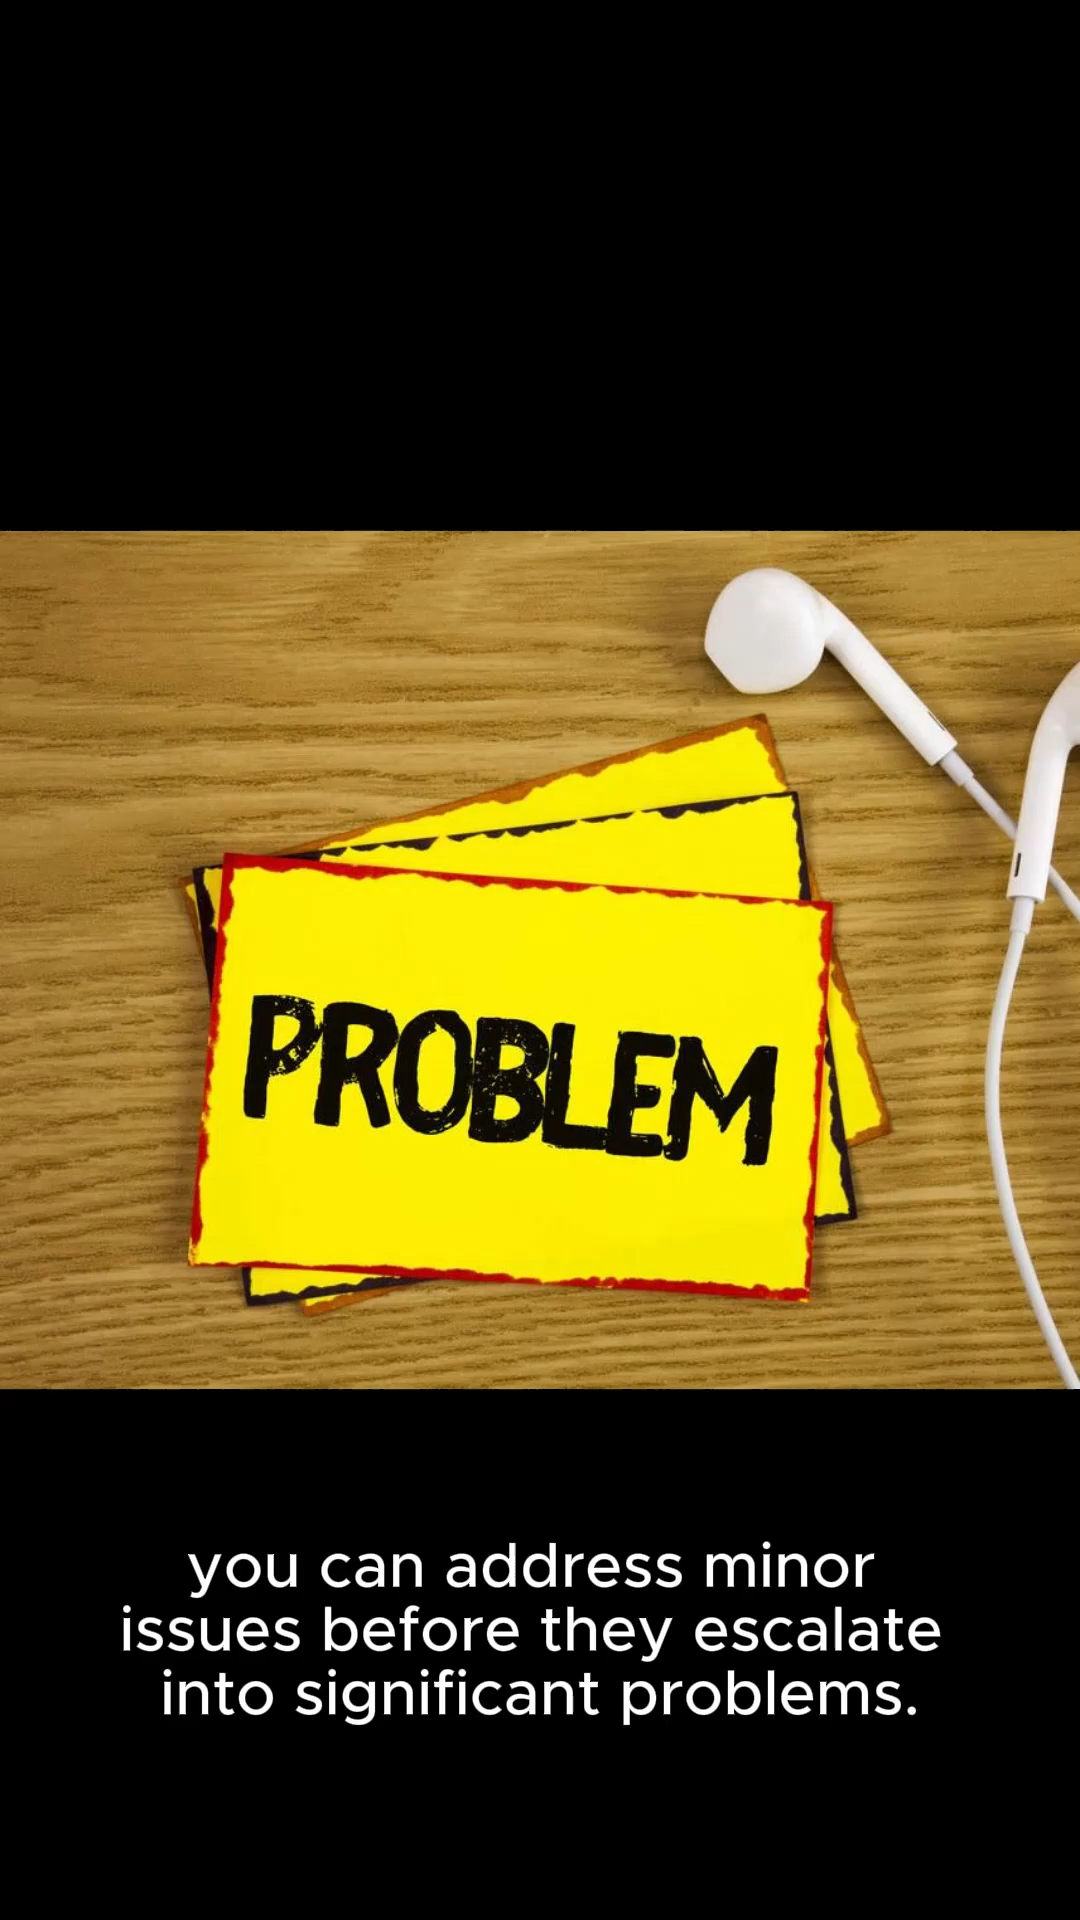 PROBLEM
you can address minor
issues before they escalate
into significant problems.